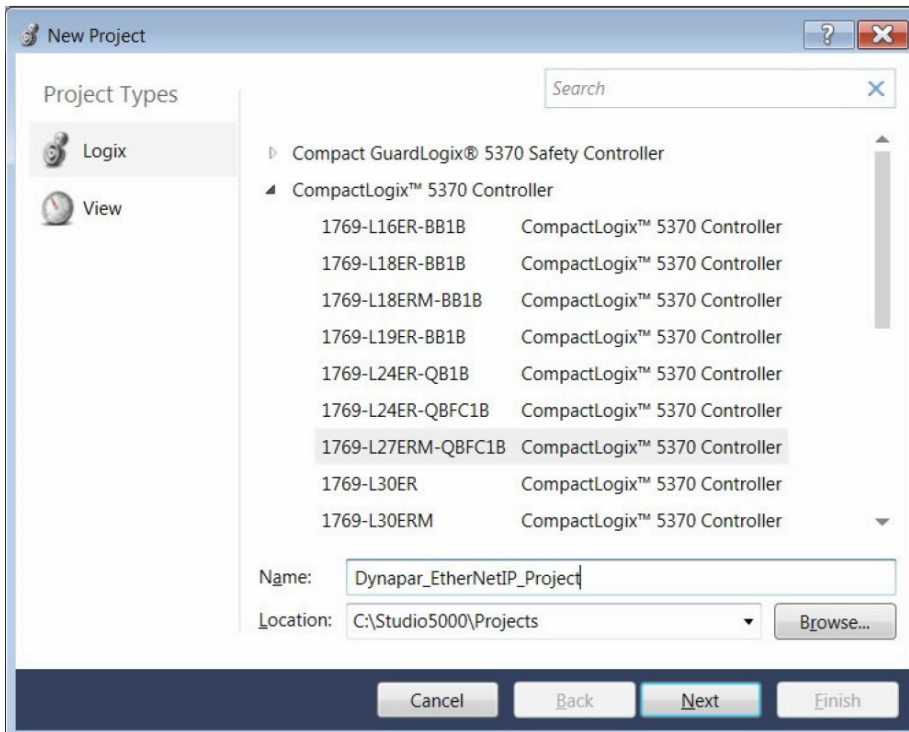 New Project
Project Types
Search
Logix
View
Compact GuardLogix® 5370 Safety Controller
CompactLogix™ 5370 Controller
1769-L16ER-BB1B CompactLogix™ 5370 Controller
1769-L18ER-BB1B CompactLogix™ 5370 Controller
1769-L18ERM-BB1B CompactLogix™ 5370 Controller
1769-L19ER-BB1B CompactLogix™ 5370 Controller
1769-L24ER-QB1B CompactLogix™ 5370 Controller
1769-L24ER-QBFC1B CompactLogix™ 5370 Controller
1769-L27ERM-QBFC1B CompactLogix™ 5370 Controller
1769-L30ER CompactLogix™ 5370 Controller
1769-L30ERM CompactLogix™ 5370 Controller
Name: Dynapar_EtherNetIP_Project
Location: C:\Studio5000\Projects Browse...
Cancel Back Next Finish